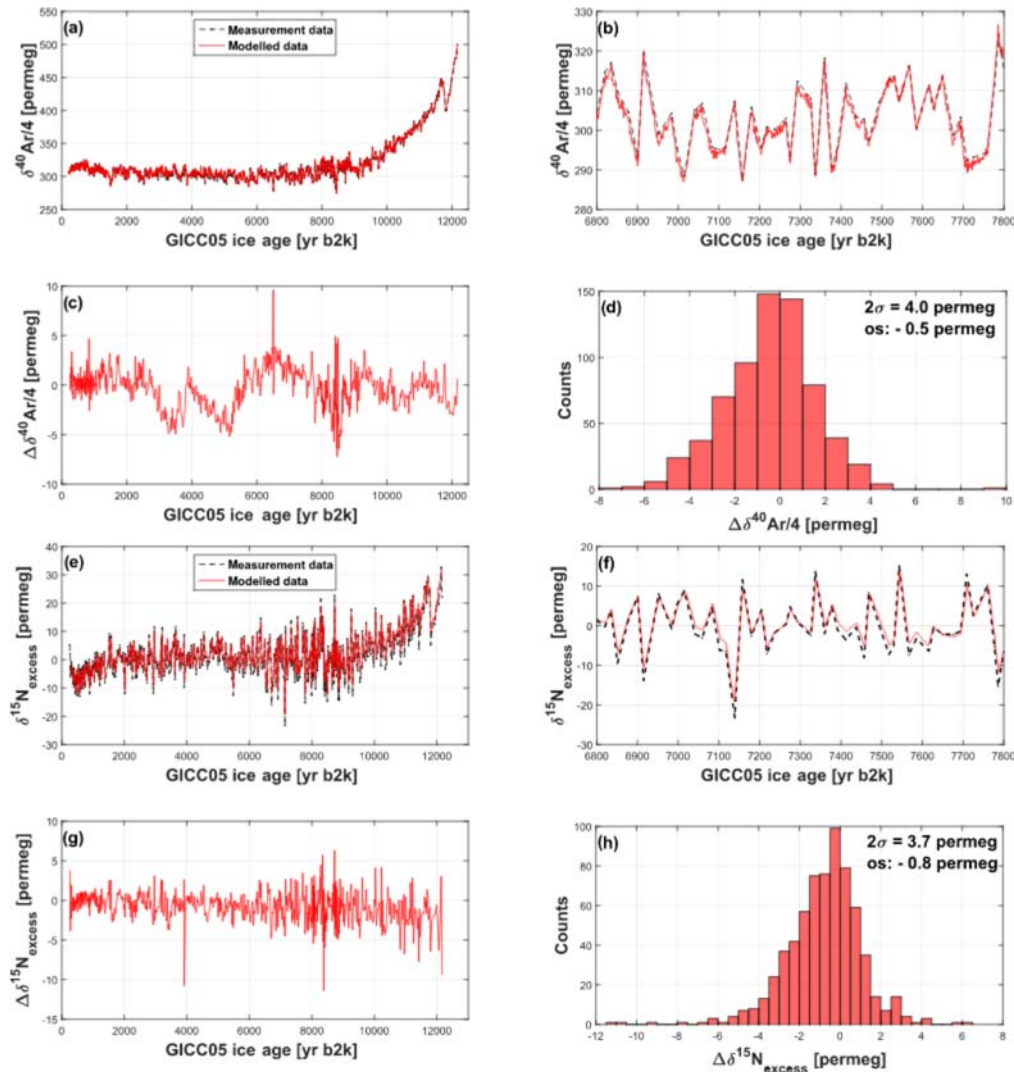 (a)
Measurement data
Modelled data
δ⁴⁰Ar/4 [permeg]
550
500
450
400
350
300
250
0 2000 4000 6000 8000 10000 12000
GICC05 ice age [yr b2k]
(b)
δ⁴⁰Ar/4 [permeg]
330
320
310
300
290
280
6800 6900 7000 7100 7200 7300 7400 7500 7600 7700 7800
GICC05 ice age [yr b2k]
(c)
Δδ⁴⁰Ar/4 [permeg]
10
5
0
-5
-10
0 2000 4000 6000 8000 10000 12000
GICC05 ice age [yr b2k]
(d)
2σ = 4.0 permeg
os: - 0.5 permeg
Counts
150
100
50
0
-8 -6 -4 -2 0 2 4 6 8 10
Δδ⁴⁰Ar/4 [permeg]
(e)
Measurement data
Modelled data
δ¹⁵Nexcess [permeg]
40
30
20
10
0
-10
-20
-30
0 2000 4000 6000 8000 10000 12000
GICC05 ice age [yr b2k]
(f)
δ¹⁵Nexcess [permeg]
30
20
10
0
-10
-20
-30
6800 6900 7000 7100 7200 7300 7400 7500 7600 7700 7800
GICC05 ice age [yr b2k]
(g)
Δδ¹⁵Nexcess [permeg]
10
5
0
-5
-10
-15
0 2000 4000 6000 8000 10000 12000
GICC05 ice age [yr b2k]
(h)
2σ = 3.7 permeg
os: - 0.8 permeg
Counts
100
80
60
40
20
0
-12 -10 -8 -6 -4 -2 0 2 4 6 8
Δδ¹⁵Nexcess [permeg]